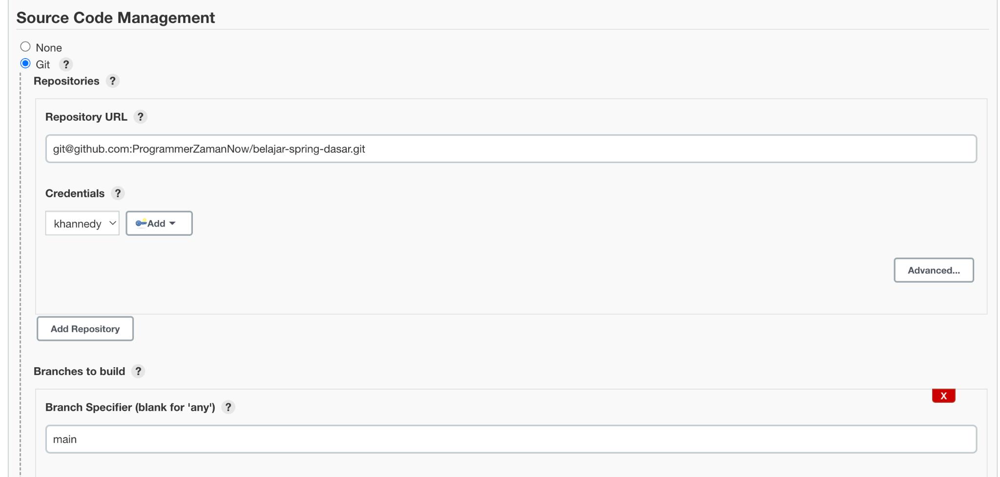 Source Code Management
None
Git ?
Repositories ?
Repository URL ?
git@github.com:ProgrammerZamanNow/belajar-spring-dasar.git
Credentials ?
khannedy Add
Advanced...
Add Repository
Branches to build ?
X
Branch Specifier (blank for 'any') ?
main